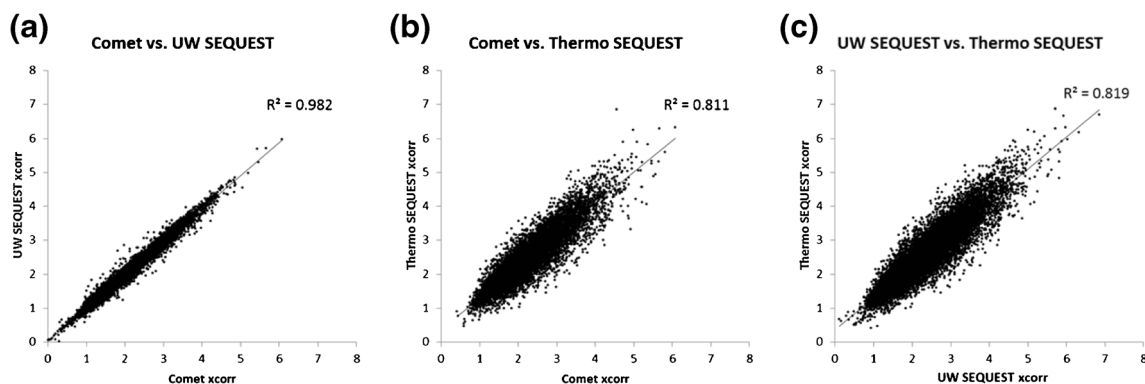 (a)
Comet vs. UW SEQUEST
R² = 0.982
UW SEQUEST xcorr
8
7
6
5
4
3
2
1
0
0 1 2 3 4 5 6 7 8
Comet xcorr
(b)
Comet vs. Thermo SEQUEST
R² = 0.811
Thermo SEQUEST xcorr
8
7
6
5
4
3
2
1
0
0 1 2 3 4 5 6 7 8
Comet xcorr
(c)
UW SEQUEST vs. Thermo SEQUEST
R² = 0.819
Thermo SEQUEST xcorr
8
7
6
5
4
3
2
1
0
0 1 2 3 4 5 6 7 8
UW SEQUEST xcorr